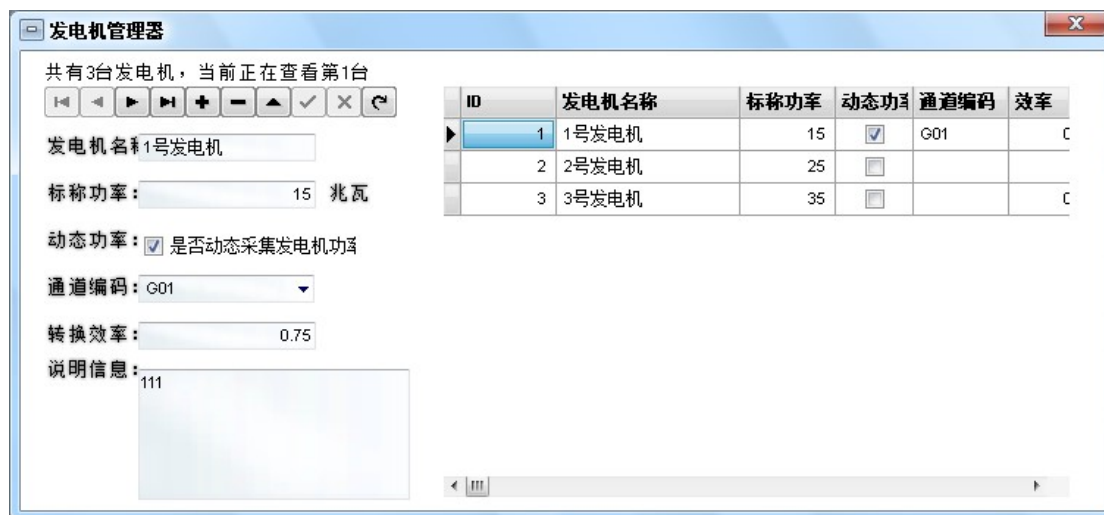 发电机管理器
共有3台发电机，当前正在查看第1台
发电机名称 1号发电机
标称功率： 15 兆瓦
动态功率： 是否动态采集发电机功率
通道编码： G01
转换效率： 0.75
说明信息：
111
ID 发电机名称 标称功率 动态功率 通道编码 效率
1 1号发电机 15 G01 0
2 2号发电机 25
3 3号发电机 35 0